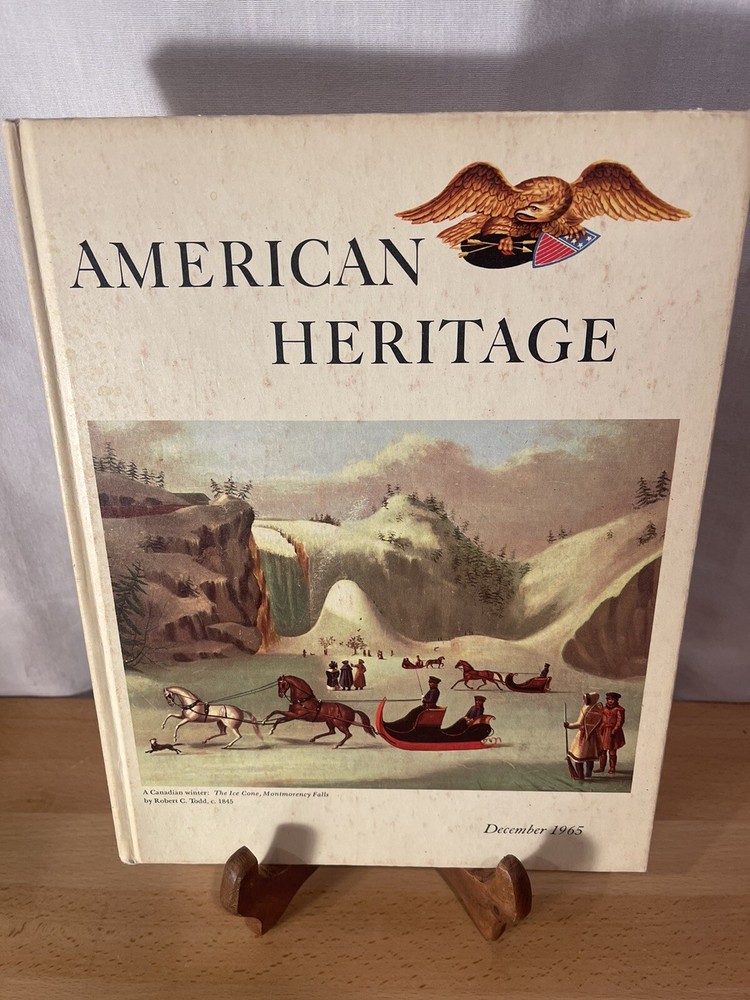 AMERICAN
HERITAGE
A Canadian winter: The Ice Cone, Montmorency Falls
by Robert C. Todd, c. 1845
December 1965